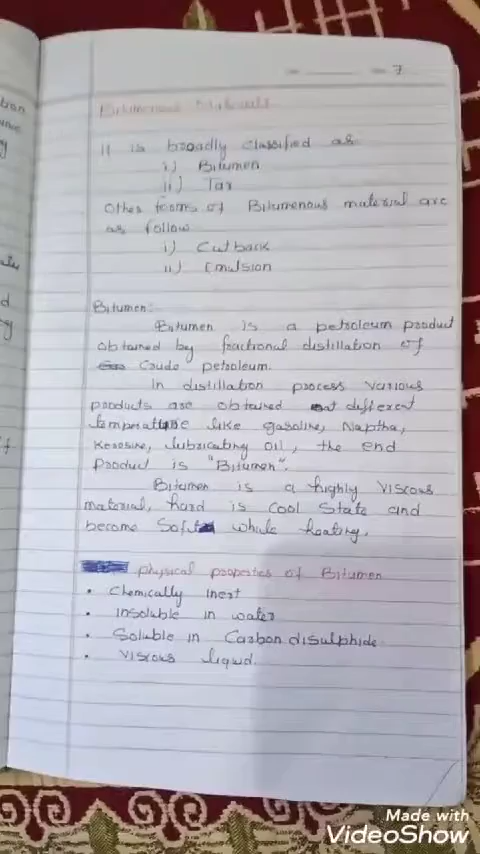 7
Bitumenous Materials
It is broadly classified as
i) Bitumen
ii) Tar
Other forms of Bitumenous material are
as follow
i) Cutback
ii) Emulsion
Bitumen:-
Bitumen is a petroleum product
obtained by fractional distillation of
Crude petroleum.
In distillation process various
products are obtained at different
temperature like gasoline, Naptha,
Kerosine, lubricating oil, the end
product is "Bitumen".
Bitumen is a highly viscous
material, hard is cool state and
become soft while heating.
physical properties of Bitumen
• Chemically inert
• Insoluble in water
• Soluble in Carbon disulphide
• Viscous liquid.
Made with
VideoShow